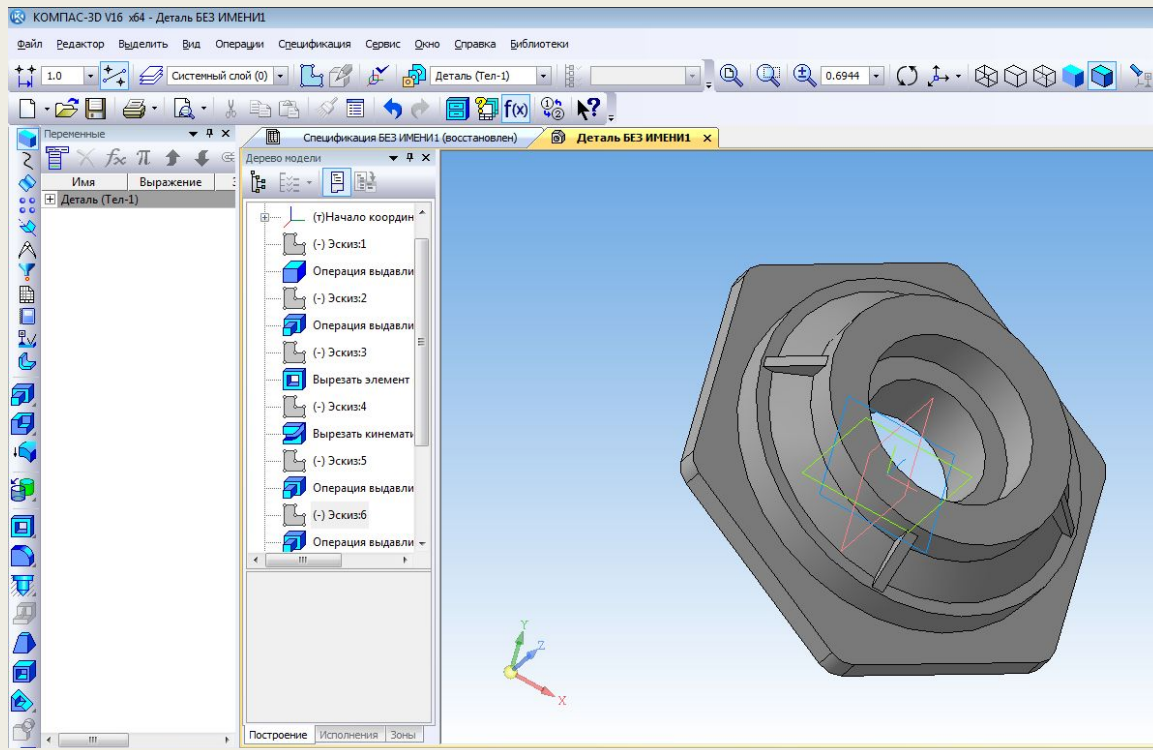 КОМПАС-3D V16 x64 - Деталь БЕЗ ИМЕНИ1
Файл Редактор Выделить Вид Операции Спецификация Сервис Окно Справка Библиотеки
1.0 Системный слой (0) Деталь (Тел-1) 0.6944
f(x)
Переменные
Имя Выражение
Деталь (Тел-1)
Спецификация БЕЗ ИМЕНИ1 (восстановлен) Деталь БЕЗ ИМЕНИ1
Дерево модели
(т)Начало координ
(-) Эскиз:1
Операция выдавли
(-) Эскиз:2
Операция выдавли
(-) Эскиз:3
Вырезать элемент
(-) Эскиз:4
Вырезать кинемати
(-) Эскиз:5
Операция выдавли
(-) Эскиз:6
Операция выдавли
Построение Исполнения Зоны
Y
Z
X